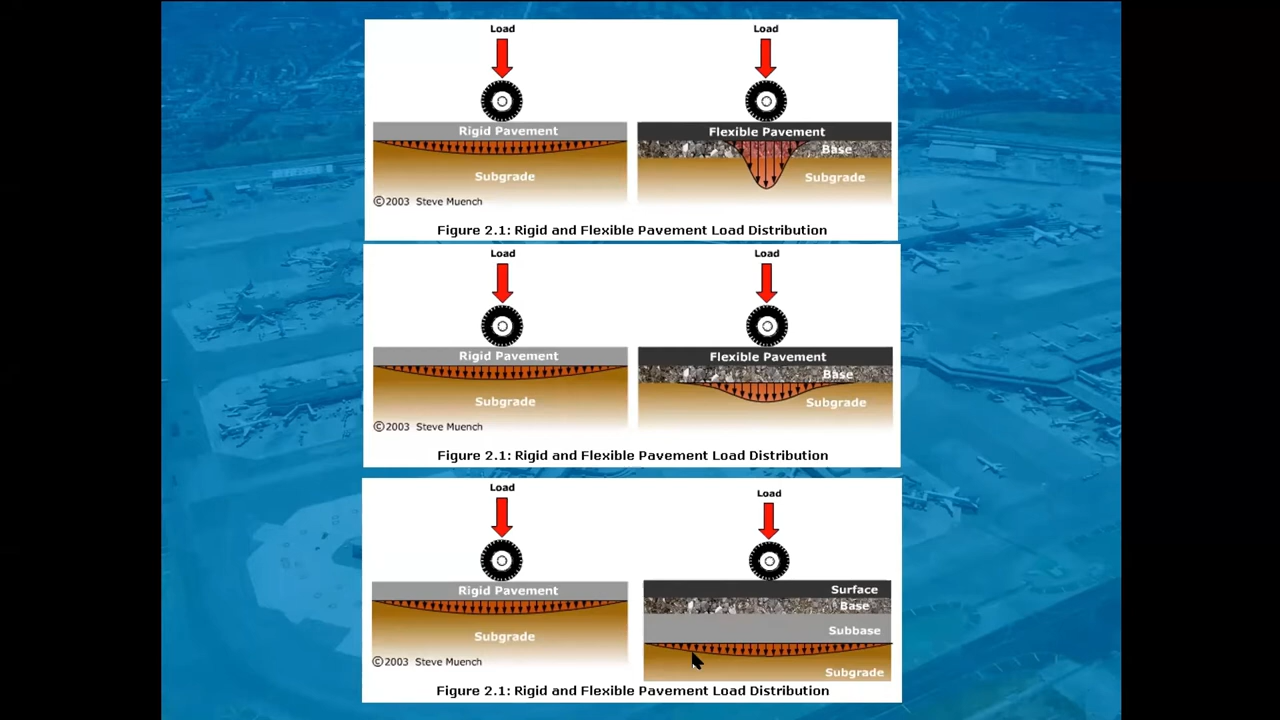 Load
Load
Rigid Pavement
Flexible Pavement
Base
Subgrade
Subgrade
©2003 Steve Muench
Figure 2.1: Rigid and Flexible Pavement Load Distribution
Load
Load
Rigid Pavement
Flexible Pavement
Base
Subgrade
Subgrade
©2003 Steve Muench
Figure 2.1: Rigid and Flexible Pavement Load Distribution
Load
Load
Rigid Pavement
Surface
Base
Subbase
Subgrade
©2003 Steve Muench
Subgrade
Figure 2.1: Rigid and Flexible Pavement Load Distribution